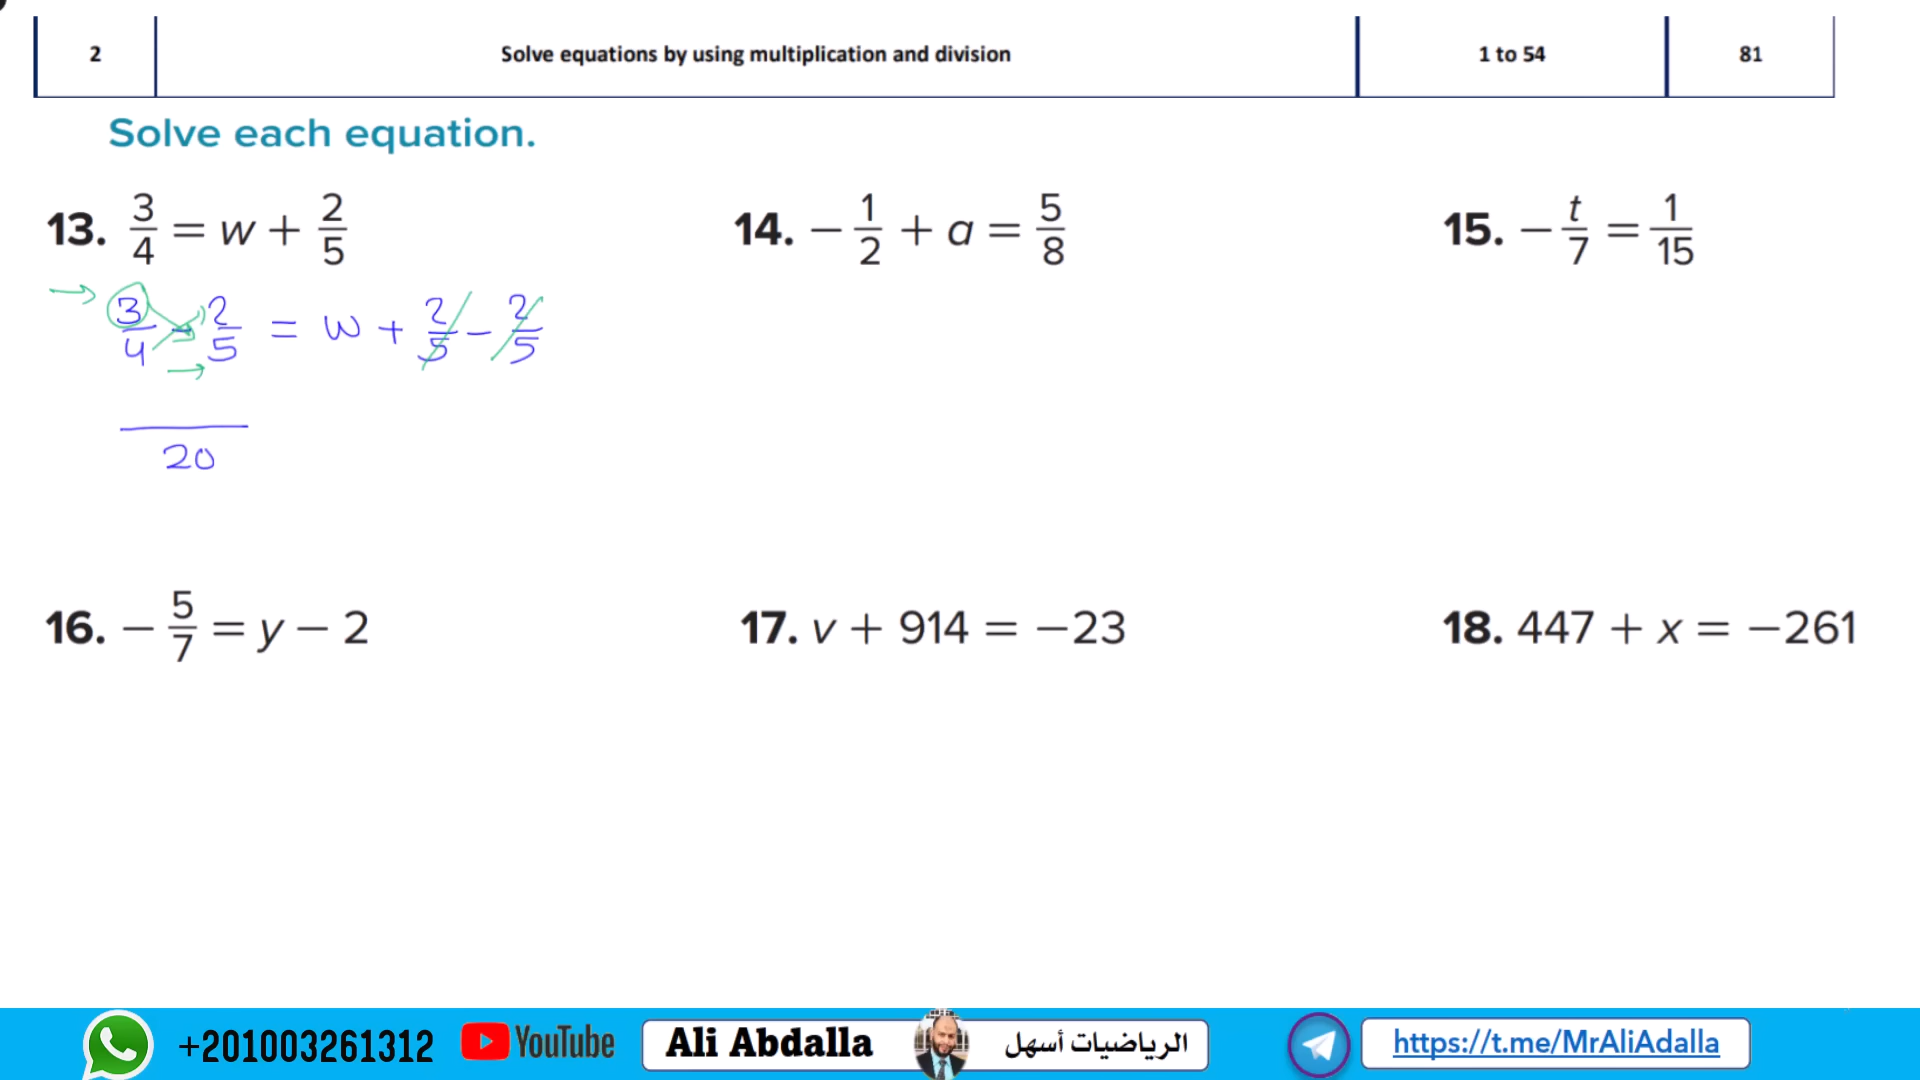 2 Solve equations by using multiplication and division 1 to 54 81
Solve each equation.
13. 3/4 = w + 2/5
14. −1/2 + a = 5/8
15. −t/7 = 1/15
3/4 − 2/5 = w + 2/5 − 2/5
20
16. −5/7 = y − 2
17. v + 914 = −23
18. 447 + x = −261
+201003261312 YouTube Ali Abdalla الرياضيات أسهل https://t.me/MrAliAdalla